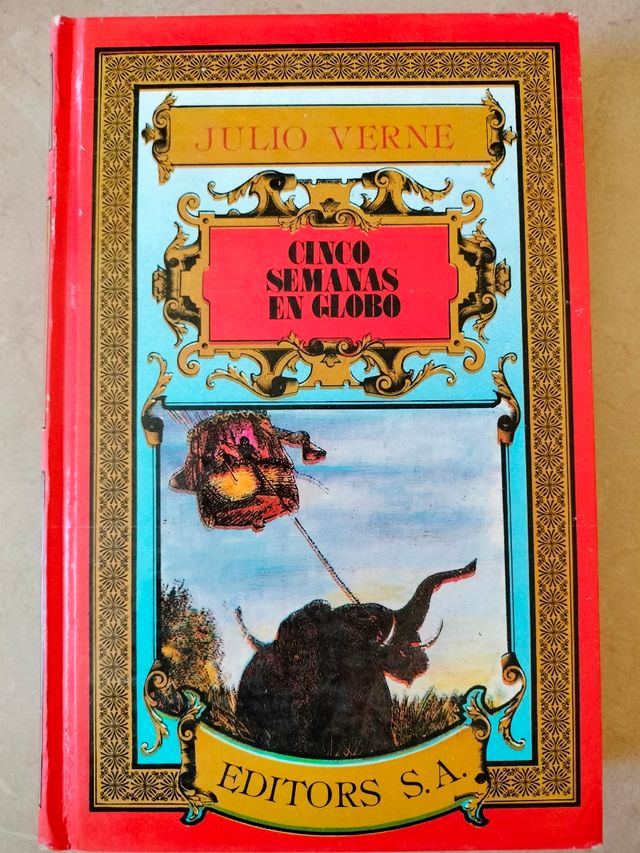 JULIO VERNE
CINCO
SEMANAS
EN GLOBO
EDITORS S.A.